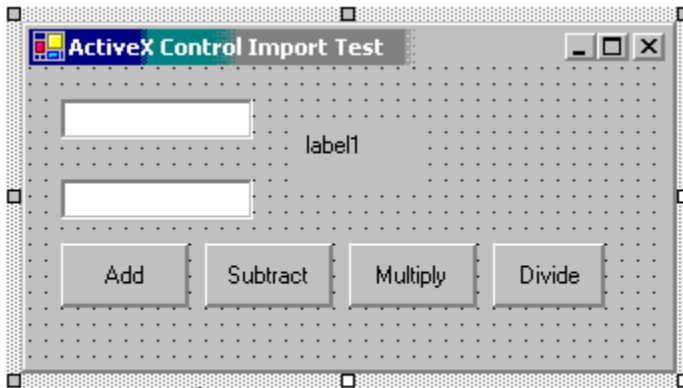 ActiveX Control Import Test
label1
Add Subtract Multiply Divide